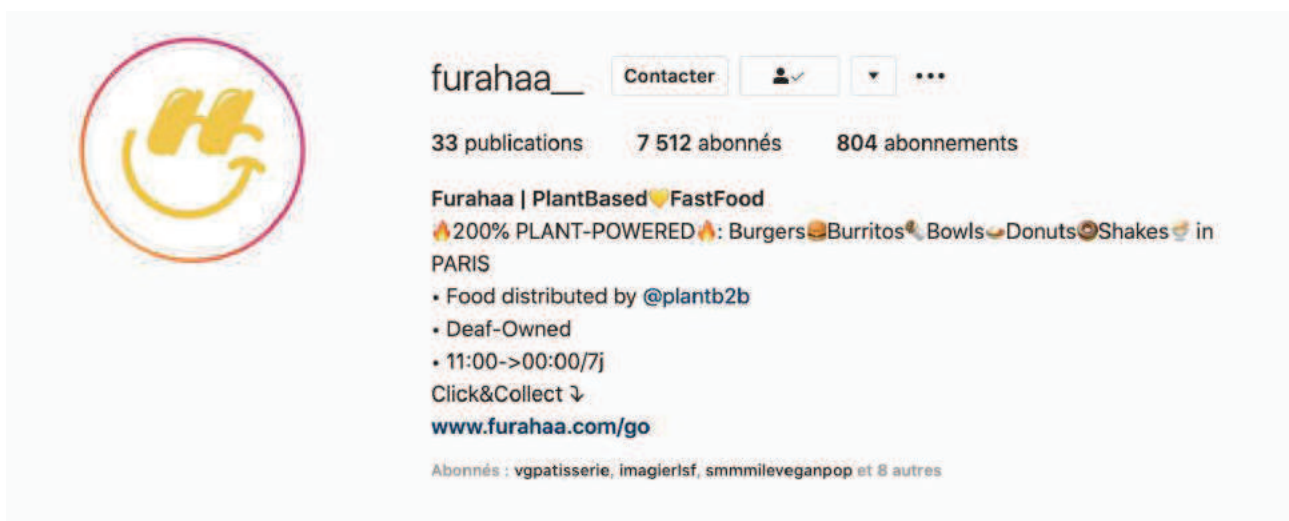 furahaa__ Contacter
33 publications 7 512 abonnés 804 abonnements
Furahaa | PlantBased💛FastFood
🔥200% PLANT-POWERED🔥: Burgers🍔Burritos🌯Bowls🥗Donuts🍩Shakes🍨 in
PARIS
• Food distributed by @plantb2b
• Deaf-Owned
• 11:00->00:00/7j
Click&Collect ⤵
www.furahaa.com/go
Abonnés : vgpatisserie, imagierlsf, smmmileveganpop et 8 autres